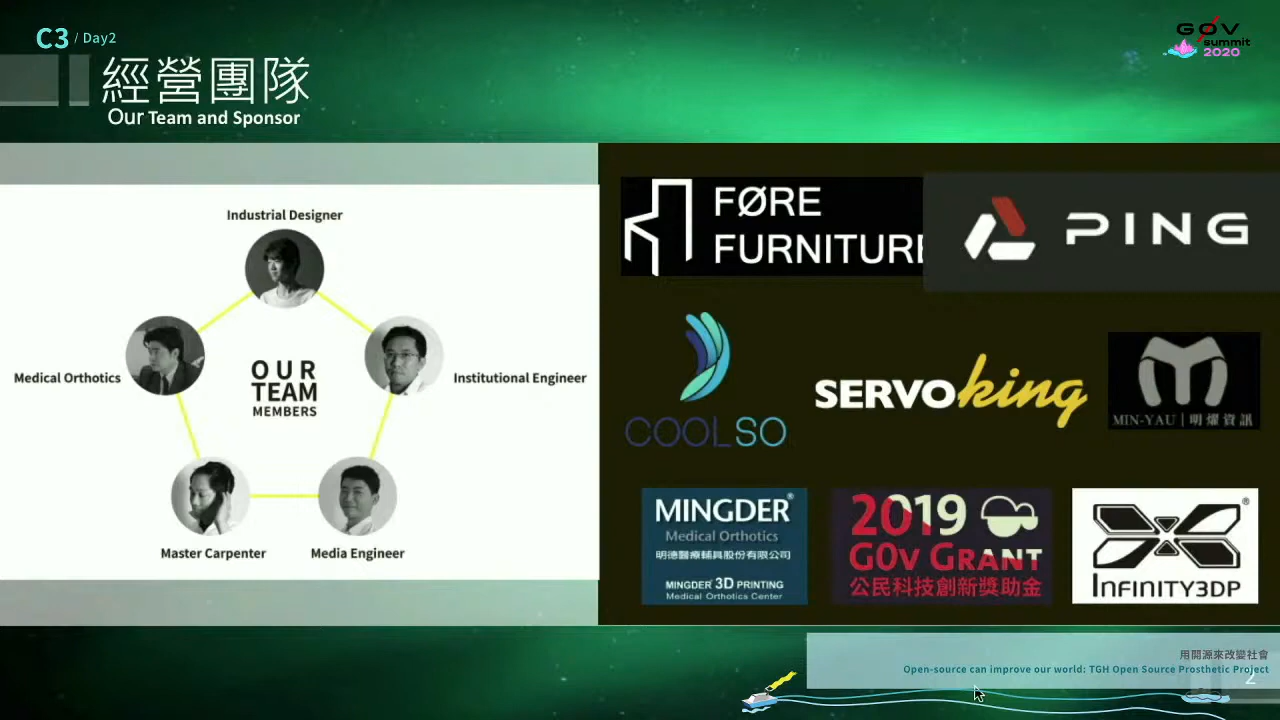 C3 / Day2
GØV
summit
2020
經營團隊
Our Team and Sponsor
Industrial Designer
Medical Orthotics
Institutional Engineer
OUR
TEAM
MEMBERS
Master Carpenter
Media Engineer
FØRE
FURNITURE
PING
COOLSO
SERVOking
MIN-YAU | 明燿資訊
MINGDER®
Medical Orthotics
明德醫療輔具股份有限公司
MINGDER® 3D PRINTING
Medical Orthotics Center
2019
G0V GRANT
公民科技創新獎助金
®
INFINITY3DP
用開源來改變社會
Open-source can improve our world: TGH Open Source Prosthetic Project
2